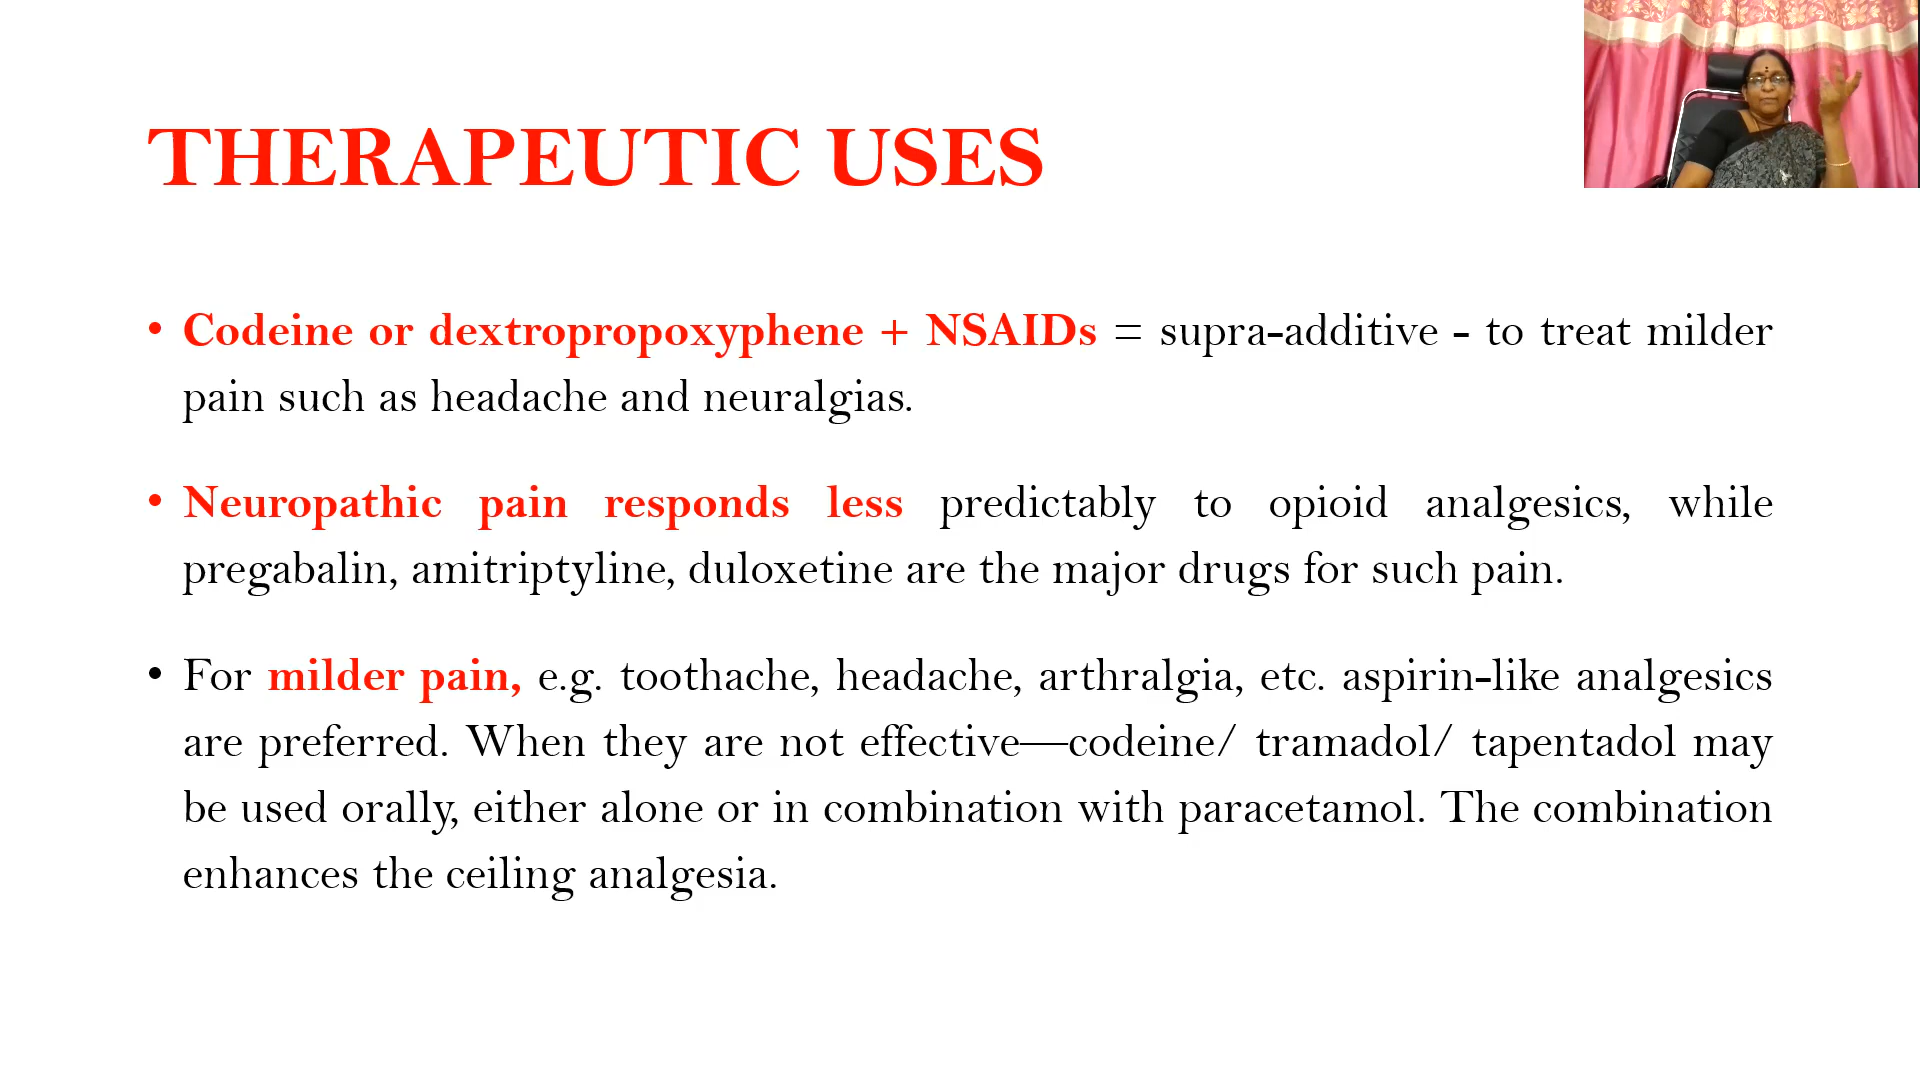 THERAPEUTIC USES
• Codeine or dextropropoxyphene + NSAIDs = supra-additive - to treat milder
pain such as headache and neuralgias.
• Neuropathic pain responds less predictably to opioid analgesics, while
pregabalin, amitriptyline, duloxetine are the major drugs for such pain.
• For milder pain, e.g. toothache, headache, arthralgia, etc. aspirin-like analgesics
are preferred. When they are not effective—codeine/ tramadol/ tapentadol may
be used orally, either alone or in combination with paracetamol. The combination
enhances the ceiling analgesia.